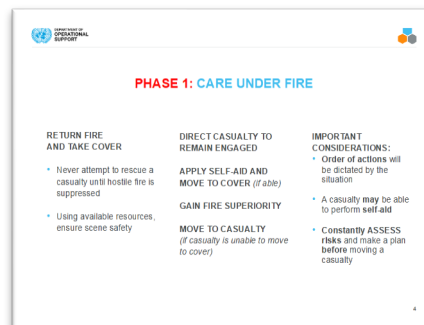 DEPARTMENT OF
OPERATIONAL
SUPPORT
PHASE 1: CARE UNDER FIRE
RETURN FIRE
AND TAKE COVER
• Never attempt to rescue a
casualty until hostile fire is
suppressed
• Using available resources,
ensure scene safety
DIRECT CASUALTY TO
REMAIN ENGAGED
APPLY SELF-AID AND
MOVE TO COVER (if able)
GAIN FIRE SUPERIORITY
MOVE TO CASUALTY
(if casualty is unable to move
to cover)
IMPORTANT
CONSIDERATIONS:
• Order of actions will
be dictated by the
situation
• A casualty may be able
to perform self-aid
• Constantly ASSESS
risks and make a plan
before moving a
casualty
4